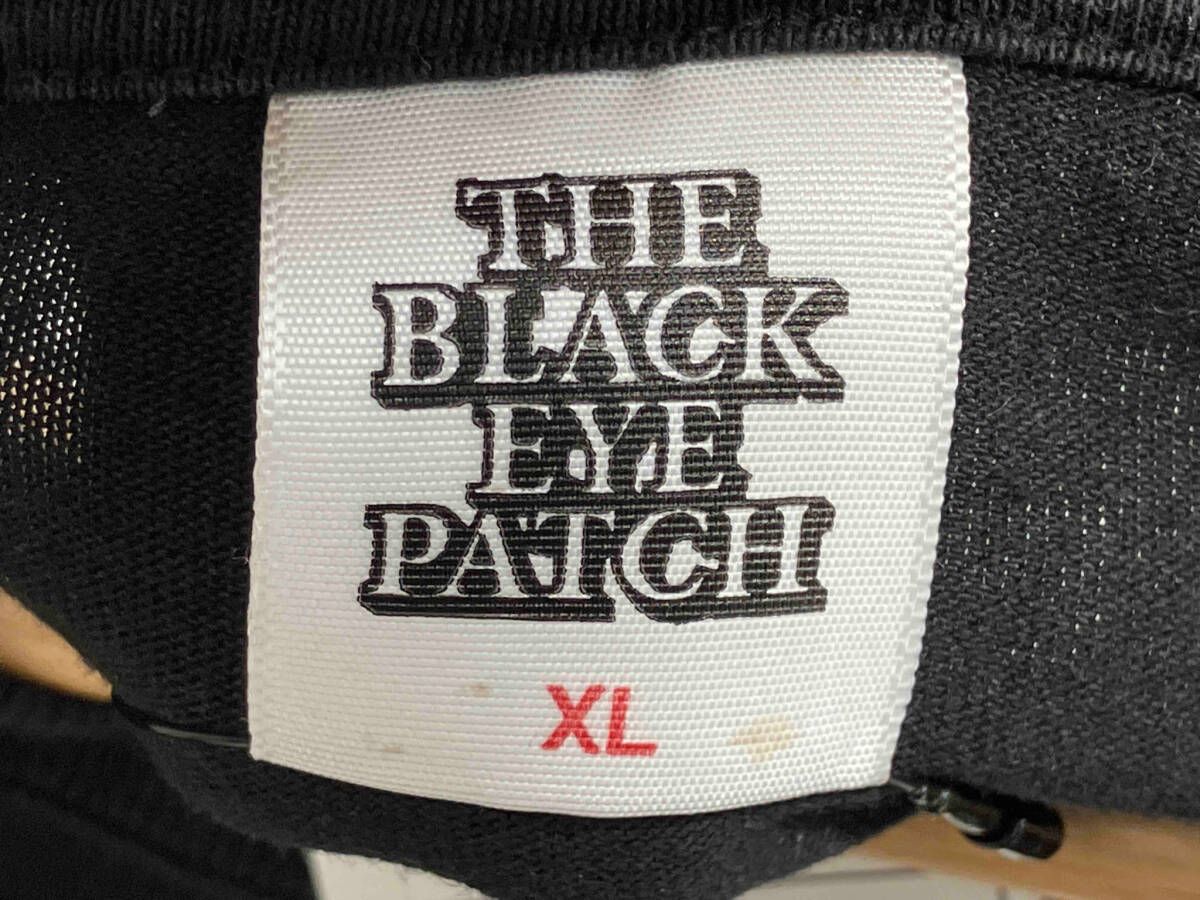 THE
BLACK
EYE
PATCH
XL